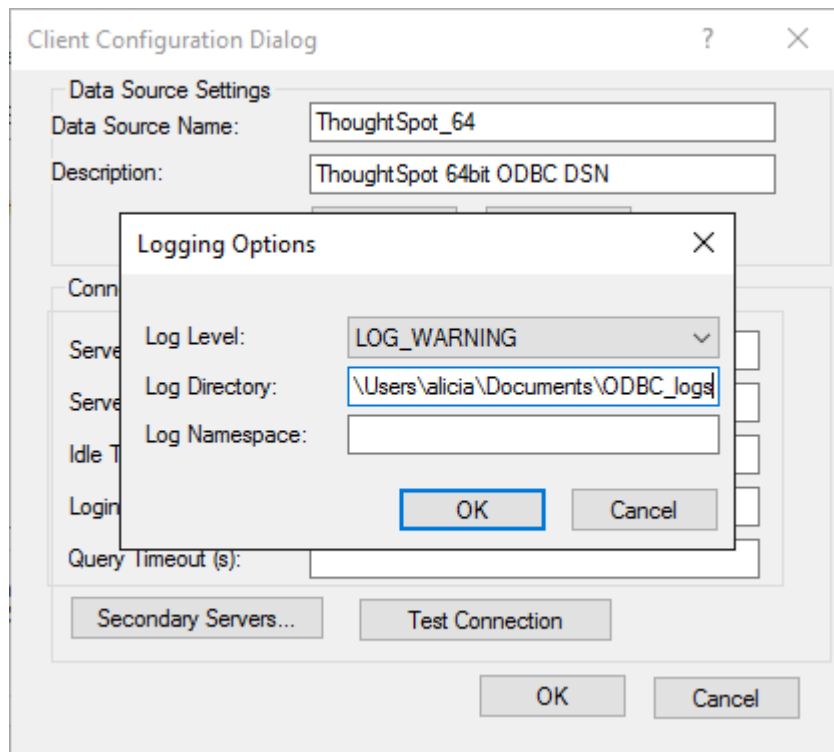 Client Configuration Dialog ?
Data Source Settings
Data Source Name: ThoughtSpot_64
Description: ThoughtSpot 64bit ODBC DSN
Logging Options
Log Level: LOG_WARNING
Log Directory: \Users\alicia\Documents\ODBC_logs
Log Namespace:
Idle T
Login
Query Timeout (s):
OK Cancel
Secondary Servers... Test Connection
OK Cancel